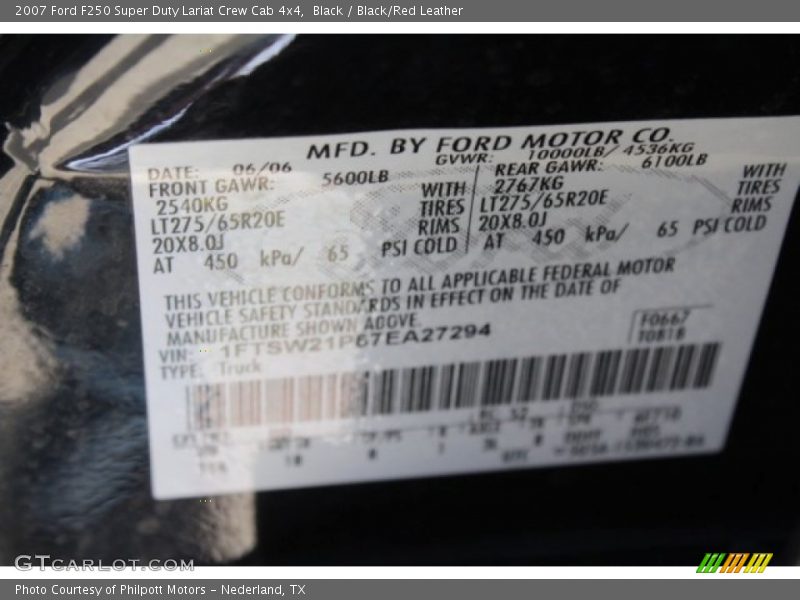 2007 Ford F250 Super Duty Lariat Crew Cab 4x4,  Black / Black/Red Leather
MFD. BY FORD MOTOR CO.
DATE: 06/06 GVWR: 10000LB/ 4536KG
FRONT GAWR: 5600LB REAR GAWR: 6100LB
2540KG WITH 2767KG WITH
LT275/65R20E TIRES LT275/65R20E TIRES
20X8.0J RIMS 20X8.0J RIMS
AT 450 kPa/ 65 PSI COLD AT 450 kPa/ 65 PSI COLD
THIS VEHICLE CONFORMS TO ALL APPLICABLE FEDERAL MOTOR
VEHICLE SAFETY STANDARDS IN EFFECT ON THE DATE OF
MANUFACTURE SHOWN ABOVE.
VIN: 1FTSW21P67EA27294 F0667
TYPE: Truck T0818
GTCarLot.com
Photo Courtesy of Philpott Motors - Nederland, TX